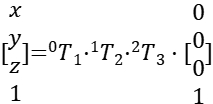 [x y z 1] = ⁰T₁·¹T₂·²T₃ · [0 0 0 1]